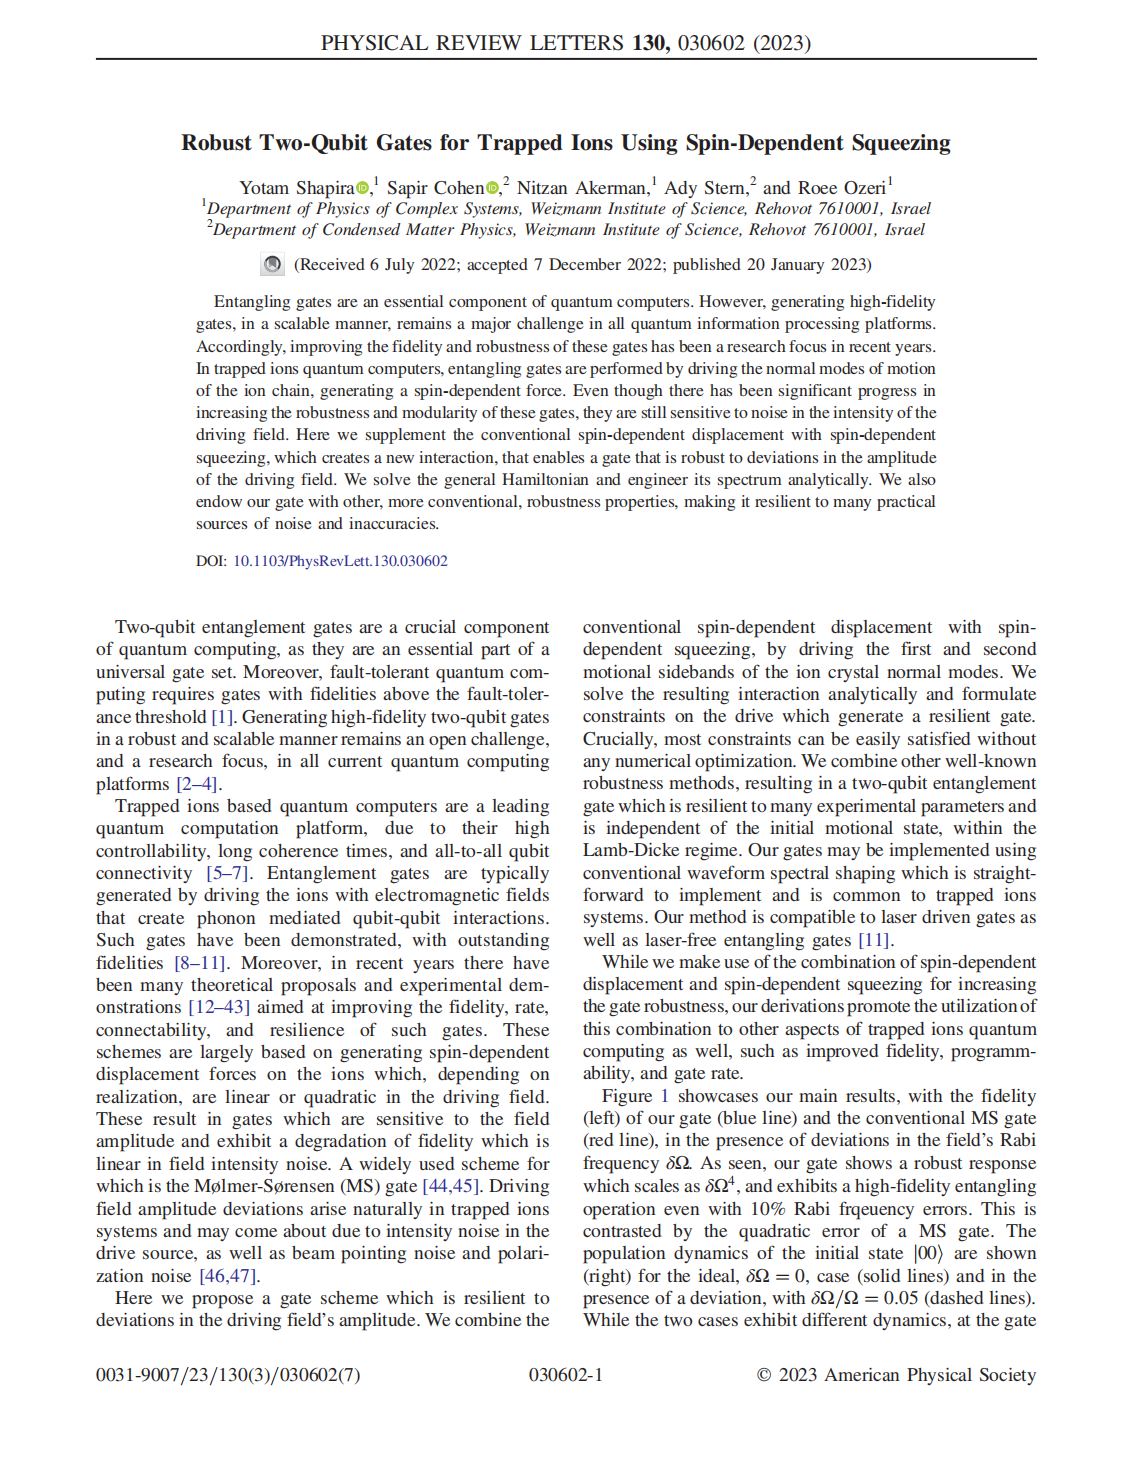 PHYSICAL REVIEW LETTERS 130, 030602 (2023)
Robust Two-Qubit Gates for Trapped Ions Using Spin-Dependent Squeezing
Yotam Shapira,1 Sapir Cohen,2 Nitzan Akerman,1 Ady Stern,2 and Roee Ozeri1
1Department of Physics of Complex Systems, Weizmann Institute of Science, Rehovot 7610001, Israel
2Department of Condensed Matter Physics, Weizmann Institute of Science, Rehovot 7610001, Israel
(Received 6 July 2022; accepted 7 December 2022; published 20 January 2023)
Entangling gates are an essential component of quantum computers. However, generating high-fidelity
gates, in a scalable manner, remains a major challenge in all quantum information processing platforms.
Accordingly, improving the fidelity and robustness of these gates has been a research focus in recent years.
In trapped ions quantum computers, entangling gates are performed by driving the normal modes of motion
of the ion chain, generating a spin-dependent force. Even though there has been significant progress in
increasing the robustness and modularity of these gates, they are still sensitive to noise in the intensity of the
driving field. Here we supplement the conventional spin-dependent displacement with spin-dependent
squeezing, which creates a new interaction, that enables a gate that is robust to deviations in the amplitude
of the driving field. We solve the general Hamiltonian and engineer its spectrum analytically. We also
endow our gate with other, more conventional, robustness properties, making it resilient to many practical
sources of noise and inaccuracies.
DOI: 10.1103/PhysRevLett.130.030602
Two-qubit entanglement gates are a crucial component
of quantum computing, as they are an essential part of a
universal gate set. Moreover, fault-tolerant quantum com-
puting requires gates with fidelities above the fault-toler-
ance threshold [1]. Generating high-fidelity two-qubit gates
in a robust and scalable manner remains an open challenge,
and a research focus, in all current quantum computing
platforms [2–4].
Trapped ions based quantum computers are a leading
quantum computation platform, due to their high
controllability, long coherence times, and all-to-all qubit
connectivity [5–7]. Entanglement gates are typically
generated by driving the ions with electromagnetic fields
that create phonon mediated qubit-qubit interactions.
Such gates have been demonstrated, with outstanding
fidelities [8–11]. Moreover, in recent years there have
been many theoretical proposals and experimental dem-
onstrations [12–43] aimed at improving the fidelity, rate,
connectability, and resilience of such gates. These
schemes are largely based on generating spin-dependent
displacement forces on the ions which, depending on
realization, are linear or quadratic in the driving field.
These result in gates which are sensitive to the field
amplitude and exhibit a degradation of fidelity which is
linear in field intensity noise. A widely used scheme for
which is the Mølmer-Sørensen (MS) gate [44,45]. Driving
field amplitude deviations arise naturally in trapped ions
systems and may come about due to intensity noise in the
drive source, as well as beam pointing noise and polari-
zation noise [46,47].
Here we propose a gate scheme which is resilient to
deviations in the driving field's amplitude. We combine the
conventional spin-dependent displacement with spin-
dependent squeezing, by driving the first and second
motional sidebands of the ion crystal normal modes. We
solve the resulting interaction analytically and formulate
constraints on the drive which generate a resilient gate.
Crucially, most constraints can be easily satisfied without
any numerical optimization. We combine other well-known
robustness methods, resulting in a two-qubit entanglement
gate which is resilient to many experimental parameters and
is independent of the initial motional state, within the
Lamb-Dicke regime. Our gates may be implemented using
conventional waveform spectral shaping which is straight-
forward to implement and is common to trapped ions
systems. Our method is compatible to laser driven gates as
well as laser-free entangling gates [11].
While we make use of the combination of spin-dependent
displacement and spin-dependent squeezing for increasing
the gate robustness, our derivations promote the utilization of
this combination to other aspects of trapped ions quantum
computing as well, such as improved fidelity, programm-
ability, and gate rate.
Figure 1 showcases our main results, with the fidelity
(left) of our gate (blue line) and the conventional MS gate
(red line), in the presence of deviations in the field's Rabi
frequency δΩ. As seen, our gate shows a robust response
which scales as δΩ4, and exhibits a high-fidelity entangling
operation even with 10% Rabi frqeuency errors. This is
contrasted by the quadratic error of a MS gate. The
population dynamics of the initial state |00⟩ are shown
(right) for the ideal, δΩ = 0, case (solid lines) and in the
presence of a deviation, with δΩ/Ω = 0.05 (dashed lines).
While the two cases exhibit different dynamics, at the gate
0031-9007/23/130(3)/030602(7)
030602-1
© 2023 American Physical Society